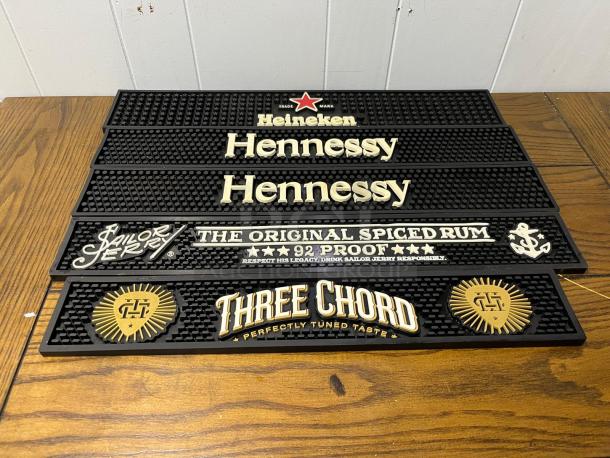 TRADE MARK
Heineken
Hennessy
Hennessy
SAILOR JERRY®
THE ORIGINAL SPICED RUM
★★★ 92 PROOF ★★★
RESPECT HIS LEGACY. DRINK SAILOR JERRY RESPONSIBLY.
THREE CHORD
★ PERFECTLY TUNED TASTE ★